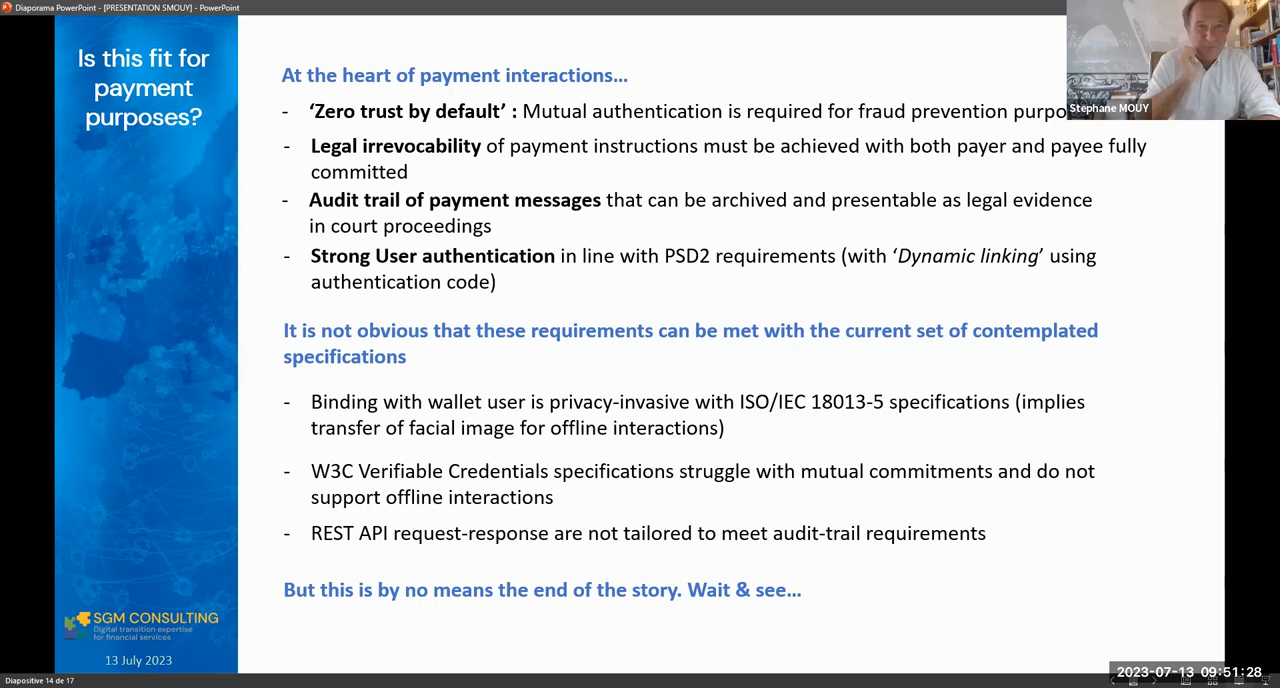 Diaporama PowerPoint - [PRESENTATION SMOUY] - PowerPoint
Is this fit for
payment
purposes?
At the heart of payment interactions...
- ‘Zero trust by default’ : Mutual authentication is required for fraud prevention purpo
- Legal irrevocability of payment instructions must be achieved with both payer and payee fully
committed
- Audit trail of payment messages that can be archived and presentable as legal evidence
in court proceedings
- Strong User authentication in line with PSD2 requirements (with ‘Dynamic linking’ using
authentication code)
It is not obvious that these requirements can be met with the current set of contemplated
specifications
- Binding with wallet user is privacy-invasive with ISO/IEC 18013-5 specifications (implies
transfer of facial image for offline interactions)
- W3C Verifiable Credentials specifications struggle with mutual commitments and do not
support offline interactions
- REST API request-response are not tailored to meet audit-trail requirements
But this is by no means the end of the story. Wait & see...
Stephane MOUY
SGM CONSULTING
Digital transition expertise
for financial services
13 July 2023
Diapositive 14 de 17
2023-07-13 09:51:28